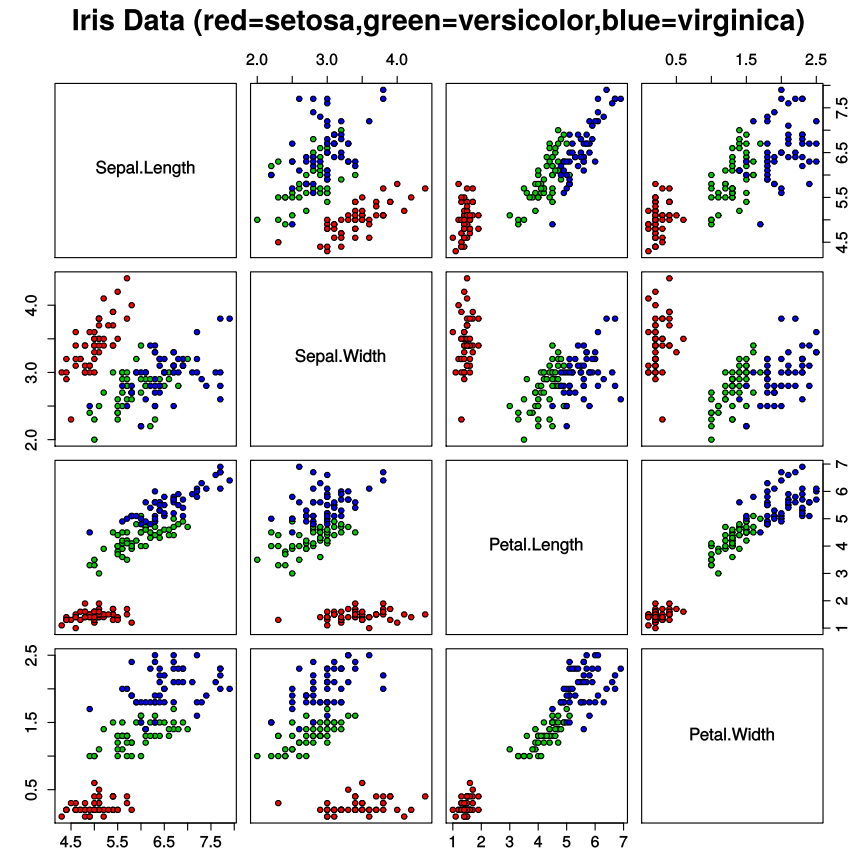 Iris Data (red=setosa,green=versicolor,blue=virginica)
2.0 3.0 4.0
0.5 1.5 2.5
Sepal.Length
4.5 5.5 6.5 7.5
2.0 3.0 4.0
Sepal.Width
Petal.Length
1 2 3 4 5 6 7
0.5 1.5 2.5
Petal.Width
4.5 5.5 6.5 7.5
1 2 3 4 5 6 7